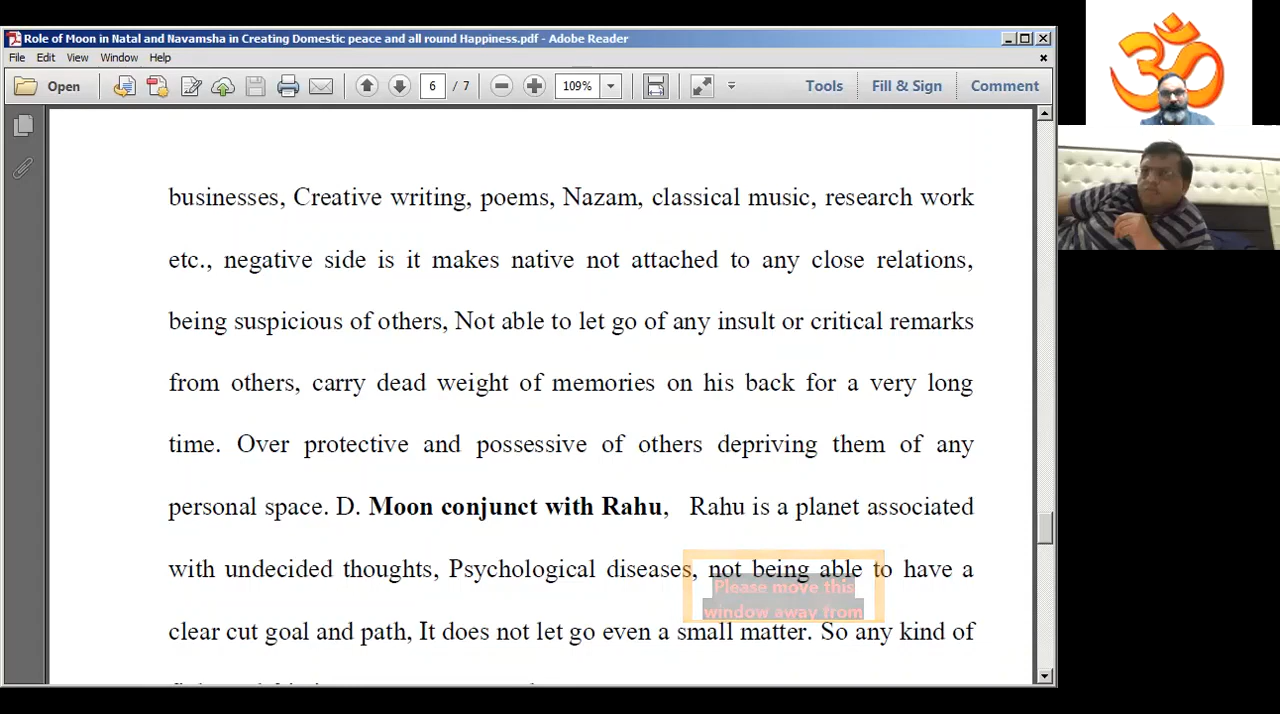 Role of Moon in Natal and Navamsha in Creating Domestic peace and all round Happiness.pdf - Adobe Reader
File Edit View Window Help
Open 6 / 7 109% Tools Fill & Sign Comment
businesses, Creative writing, poems, Nazam, classical music, research work
etc., negative side is it makes native not attached to any close relations,
being suspicious of others, Not able to let go of any insult or critical remarks
from others, carry dead weight of memories on his back for a very long
time. Over protective and possessive of others depriving them of any
personal space. D. Moon conjunct with Rahu, Rahu is a planet associated
with undecided thoughts, Psychological diseases, not being able to have a
Please move this
window away from
clear cut goal and path, It does not let go even a small matter. So any kind of
ॐ